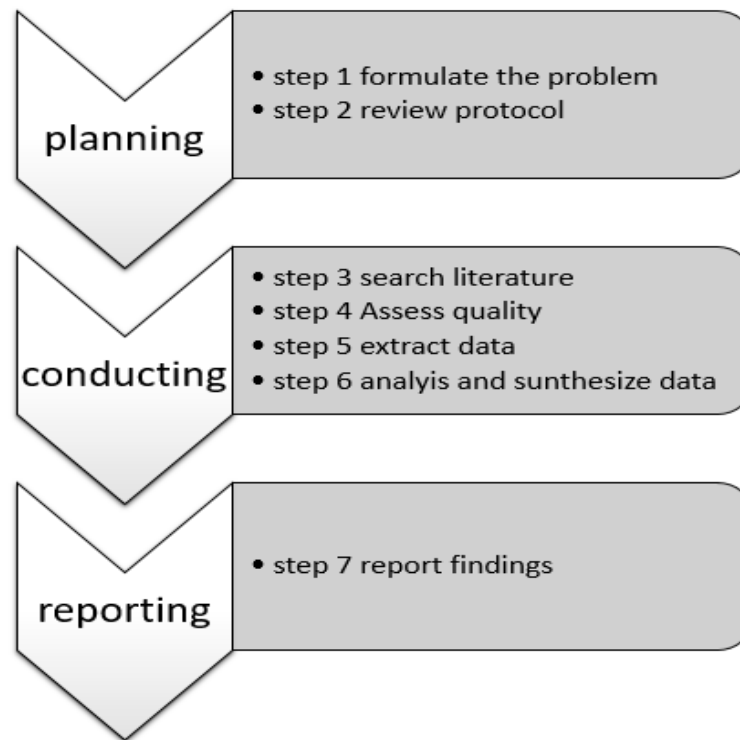 planning
• step 1 formulate the problem
• step 2 review protocol
conducting
• step 3 search literature
• step 4 Assess quality
• step 5 extract data
• step 6 analyis and sunthesize data
reporting
• step 7 report findings